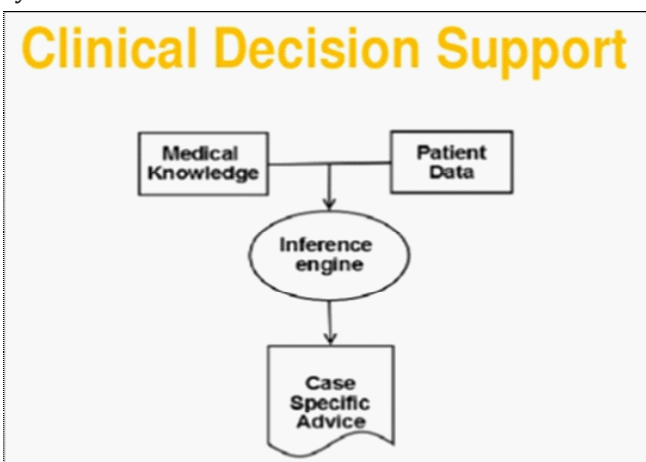 Clinical Decision Support
Medical
Knowledge
Patient
Data
Inference
engine
Case
Specific
Advice